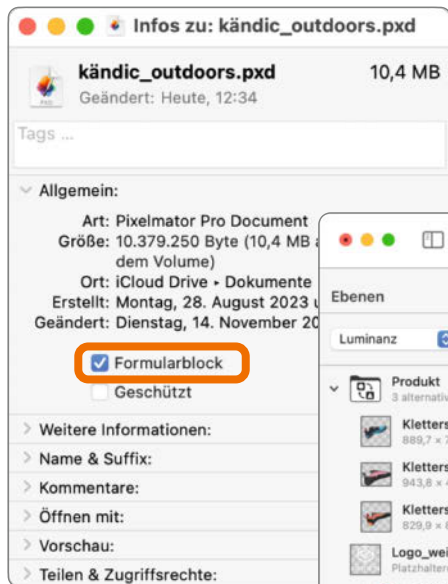 Infos zu: kändic_outdoors.pxd
kändic_outdoors.pxd 10,4 MB
Geändert: Heute, 12:34
Tags ...
Allgemein:
Art: Pixelmator Pro Document
Größe: 10.379.250 Byte (10,4 MB
dem Volume)
Ort: iCloud Drive ▸ Dokumente
Erstellt: Montag, 28. August 2023
Geändert: Dienstag, 14. November 20
Formularblock
Geschützt
Weitere Informationen:
Name & Suffix:
Kommentare:
Öffnen mit:
Vorschau:
Teilen & Zugriffsrechte:
Ebenen
Luminanz
Produkt
3 alternativ
Kletters
889,7 × 7
Kletters
943,8 × 4
Kletters
829,9 × 8
Logo_wei
Platzhalter